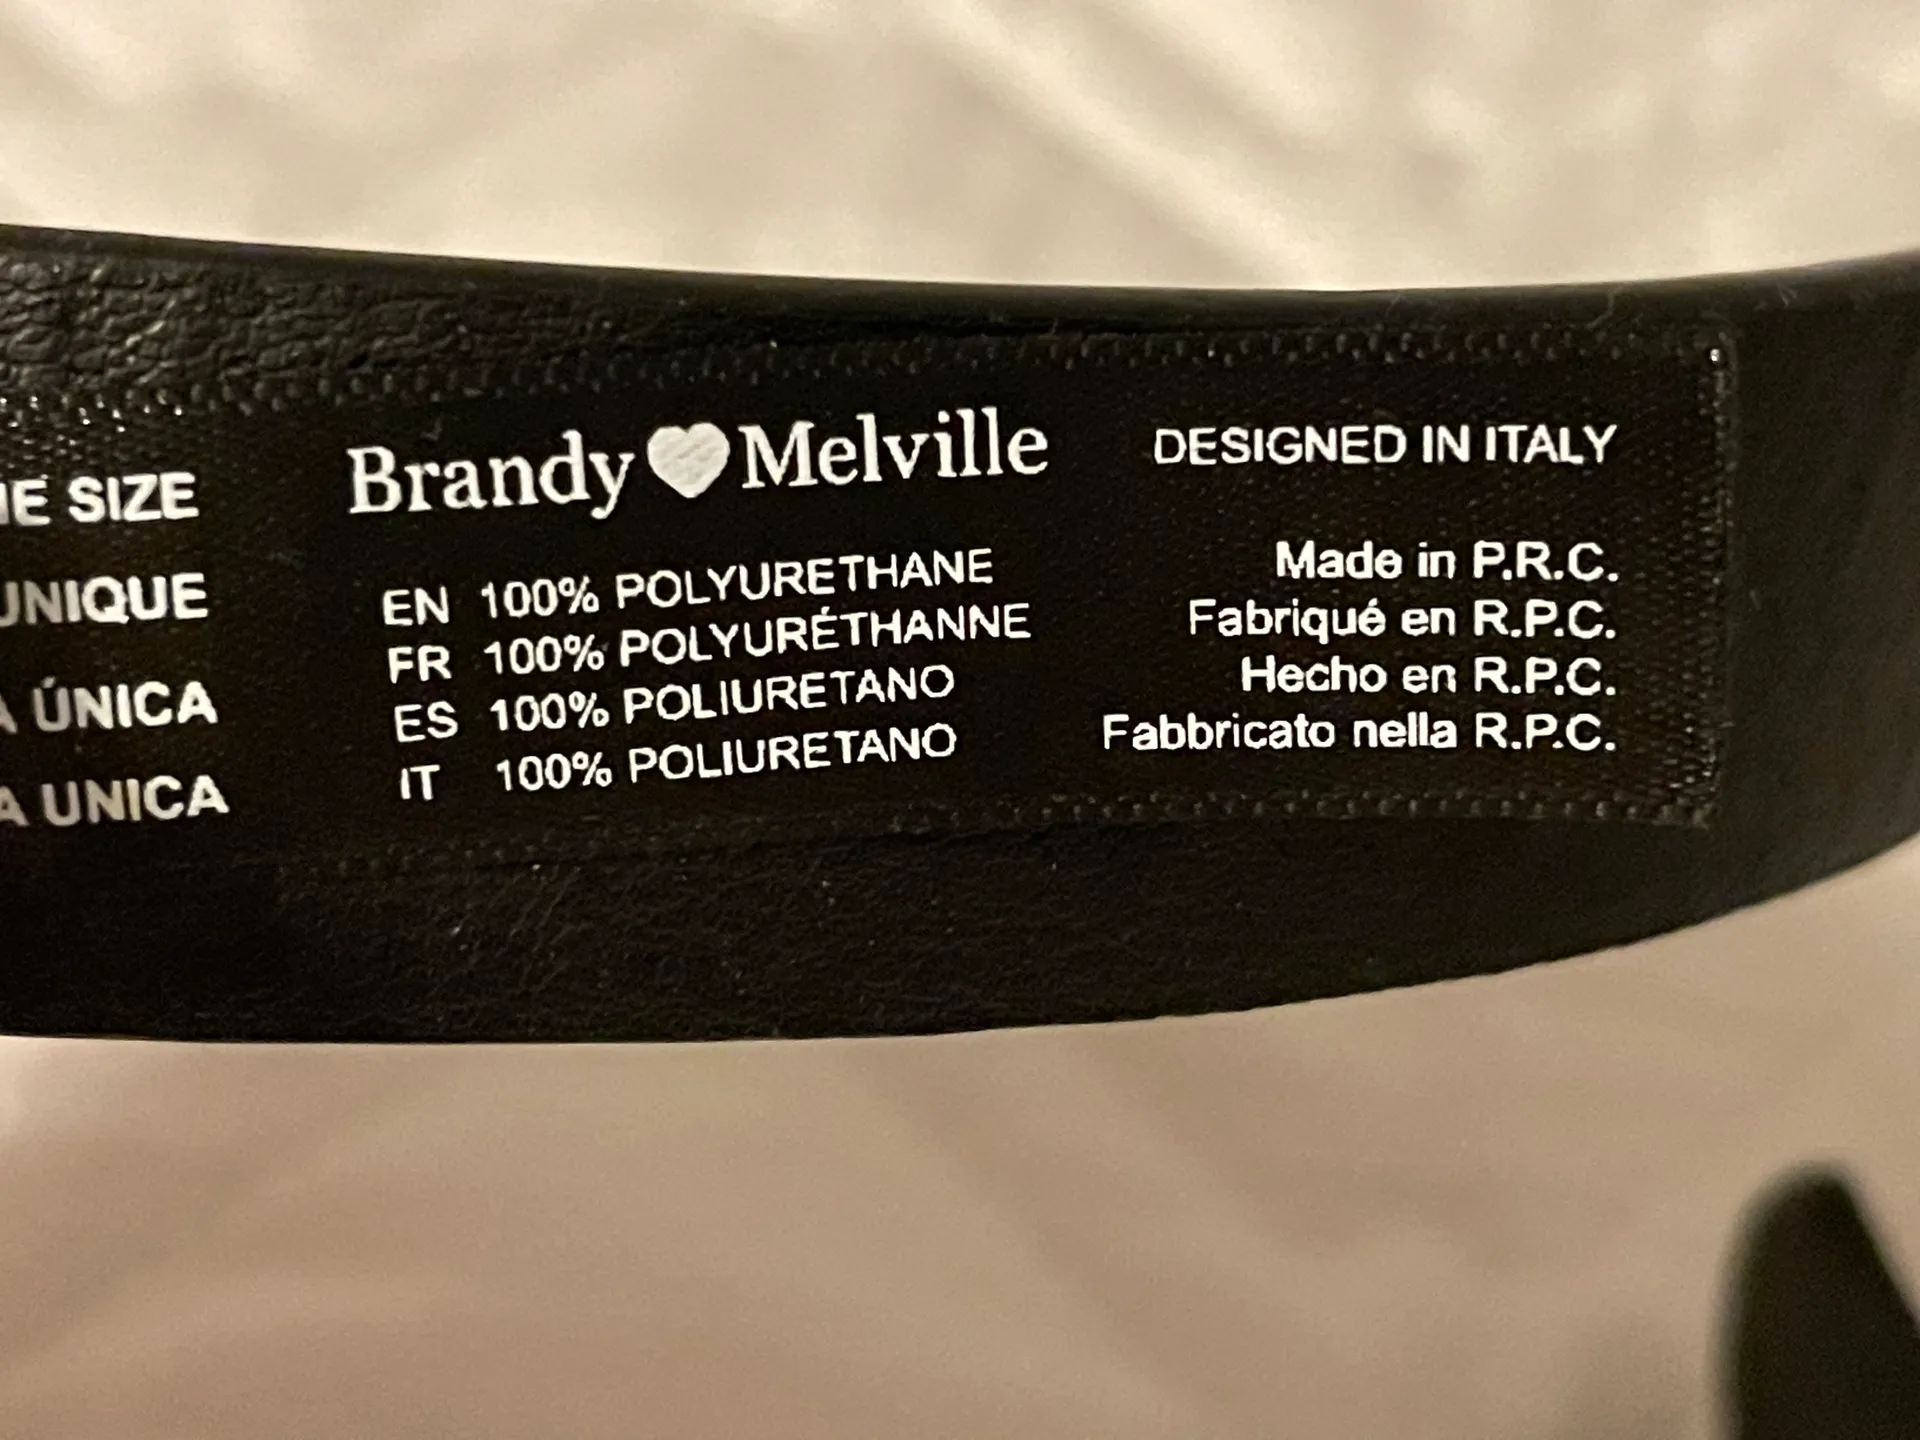 SIZE
UNIQUE
ÚNICA
UNICA
Brandy Melville
EN 100% POLYURETHANE
FR 100% POLYURÉTHANNE
ES 100% POLIURETANO
IT 100% POLIURETANO
DESIGNED IN ITALY
Made in P.R.C.
Fabriqué en R.P.C.
Hecho en R.P.C.
Fabbricato nella R.P.C.